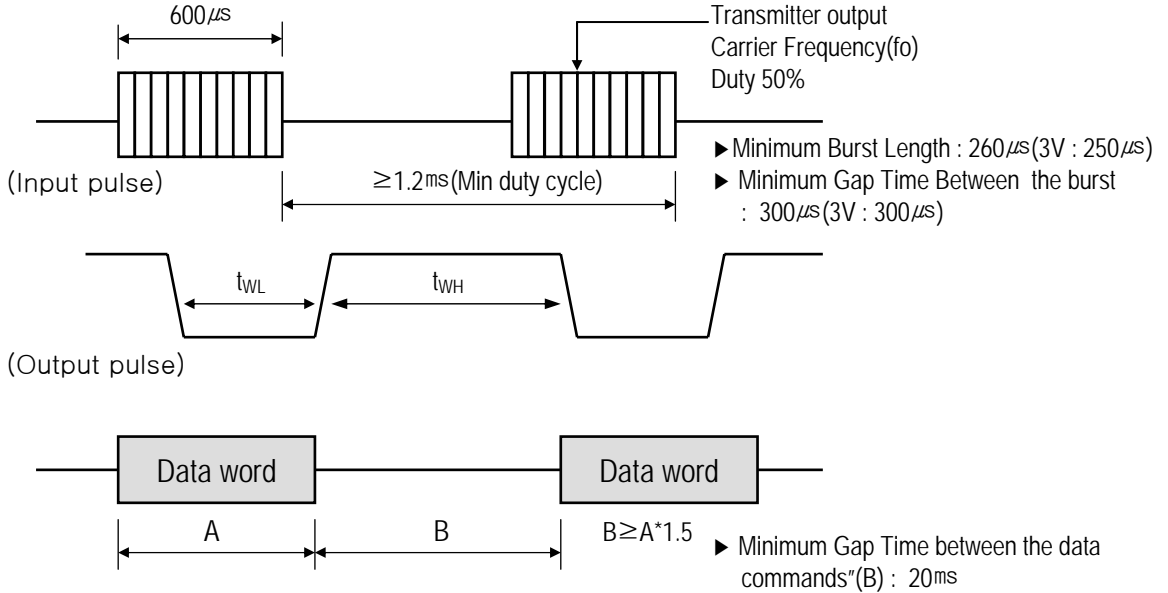 600㎲
Transmitter output
Carrier Frequency(fo)
Duty 50%
▶Minimum Burst Length : 260㎲(3V : 250㎲)
(Input pulse)
≥1.2㎳(Min duty cycle)
▶ Minimum Gap Time Between the burst
: 300㎲(3V : 300㎲)
tWL
tWH
(Output pulse)
Data word
Data word
A
B
B≥A*1.5
▶ Minimum Gap Time between the data
commands"(B) : 20㎳